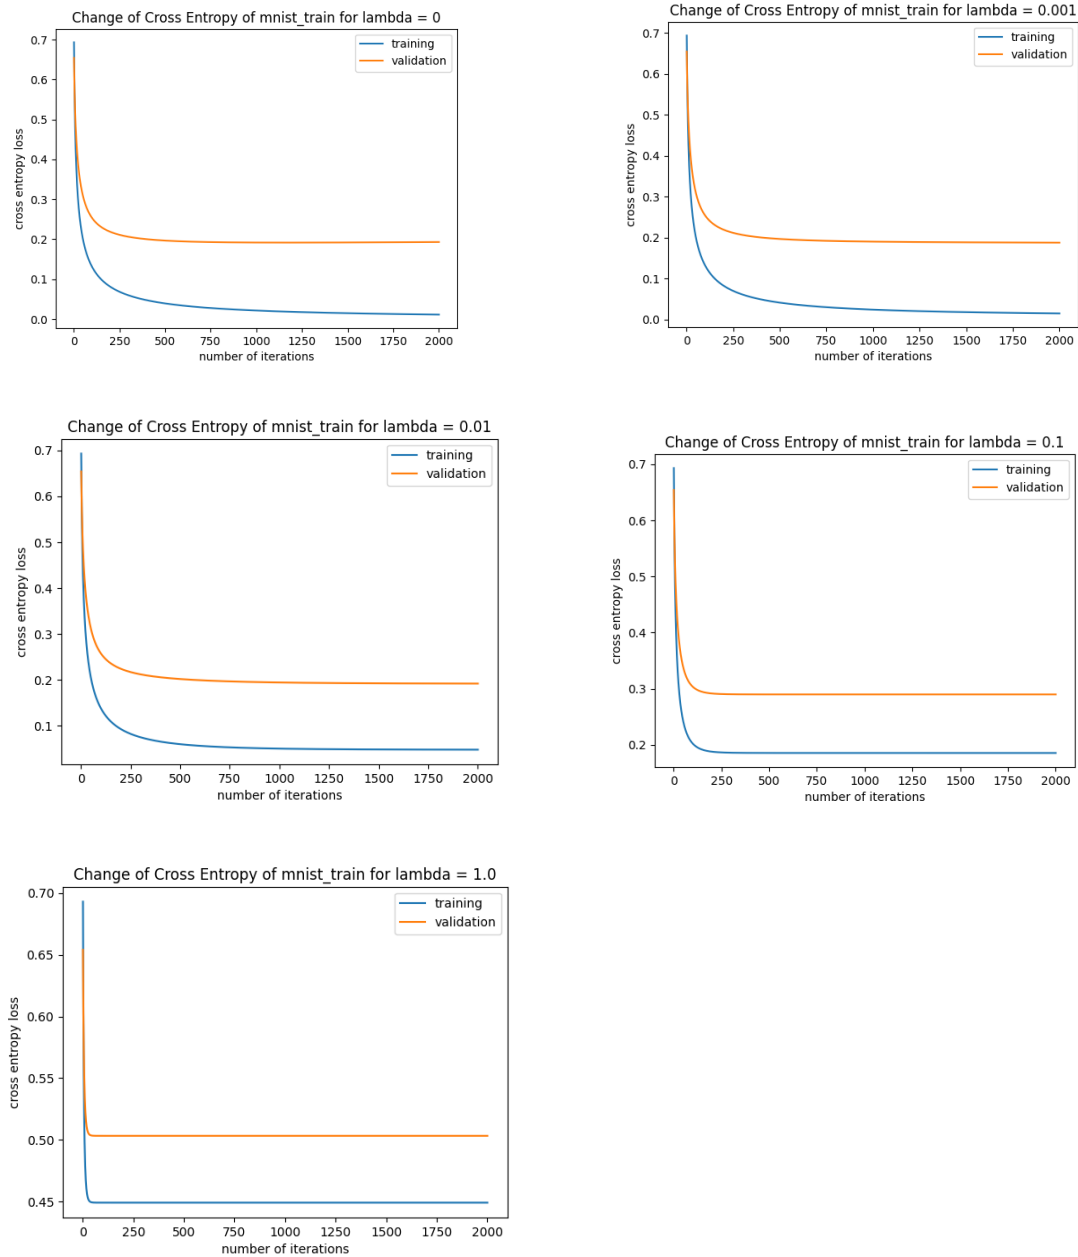 Change of Cross Entropy of mnist_train for lambda = 0
training
validation
cross entropy loss
0.7
0.6
0.5
0.4
0.3
0.2
0.1
0.0
0 250 500 750 1000 1250 1500 1750 2000
number of iterations
Change of Cross Entropy of mnist_train for lambda = 0.001
training
validation
cross entropy loss
0.7
0.6
0.5
0.4
0.3
0.2
0.1
0.0
0 250 500 750 1000 1250 1500 1750 2000
number of iterations
Change of Cross Entropy of mnist_train for lambda = 0.01
training
validation
cross entropy loss
0.7
0.6
0.5
0.4
0.3
0.2
0.1
0 250 500 750 1000 1250 1500 1750 2000
number of iterations
Change of Cross Entropy of mnist_train for lambda = 0.1
training
validation
cross entropy loss
0.7
0.6
0.5
0.4
0.3
0.2
0 250 500 750 1000 1250 1500 1750 2000
number of iterations
Change of Cross Entropy of mnist_train for lambda = 1.0
training
validation
cross entropy loss
0.70
0.65
0.60
0.55
0.50
0.45
0 250 500 750 1000 1250 1500 1750 2000
number of iterations